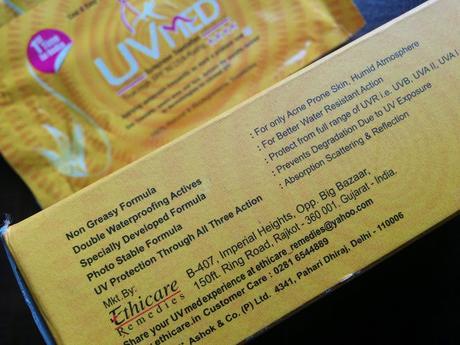 UVMED
Non Greasy Formula : For only Acne Prone Skin, Humid Atmosphere
Double Waterproofing Actives : For Better Water Resistant Action
Specially Developed Formula : Protect from full range of UVR i.e. UVB, UVA II, UVA I
Photo Stable Formula : Prevents Degradation Due to UV Exposure
UV Protection Through All Three Action : Absorption Scattering & Reflection
Mkt. By:
Ethicare
Remedies
B-407, Imperial Heights, Opp. Big Bazaar,
150ft. Ring Road, Rajkot - 360 001. Gujarat - India.
Share your UV med experience at ethicare_remedies@yahoo.com
ethicare.in Customer Care : 0281 6544889
Ashok & Co. (P) Ltd. 4341, Pahari Dhiraj, Delhi - 110006